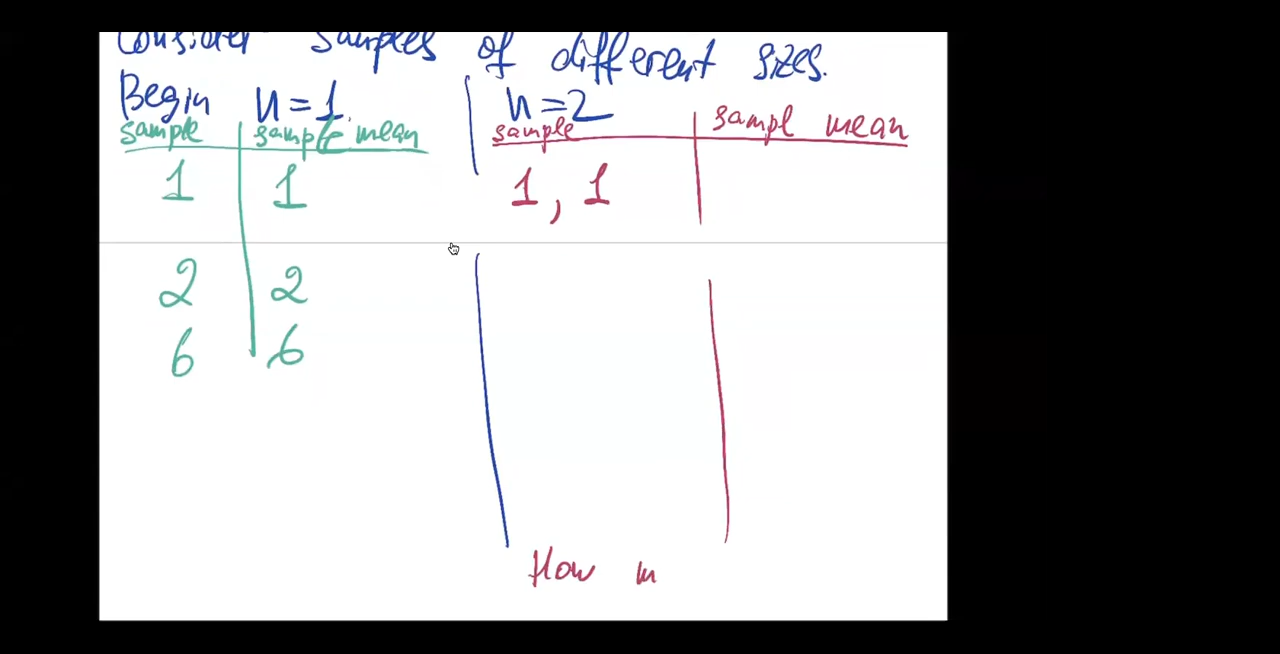 Consider samples of different sizes.
Begin n=1
n=2
sample sample mean
sample sampl mean
1 1
1, 1
2 2
6 6
How m